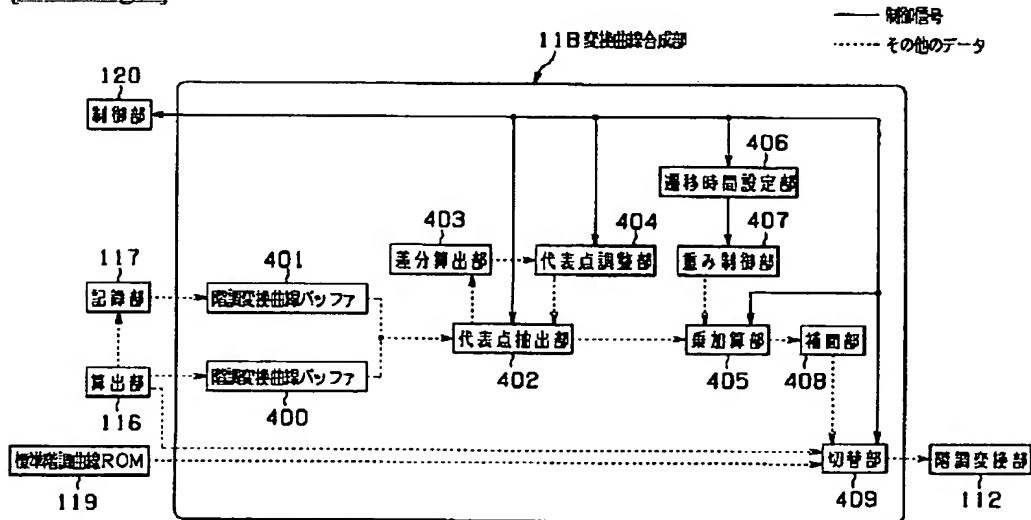 制御信号
その他のデータ
118 変換曲線合成部
120
制御部
406
遷移時間設定部
403
404
407
差分算出部
代表点調整部
重み制御部
117
401
記録部
階調変換曲線バッファ
代表点抽出部
乗加算部
補間部
402
405
408
算出部
階調変換曲線バッファ
116
400
標準階調曲線ROM
切替部
階調変換部
119
409
112